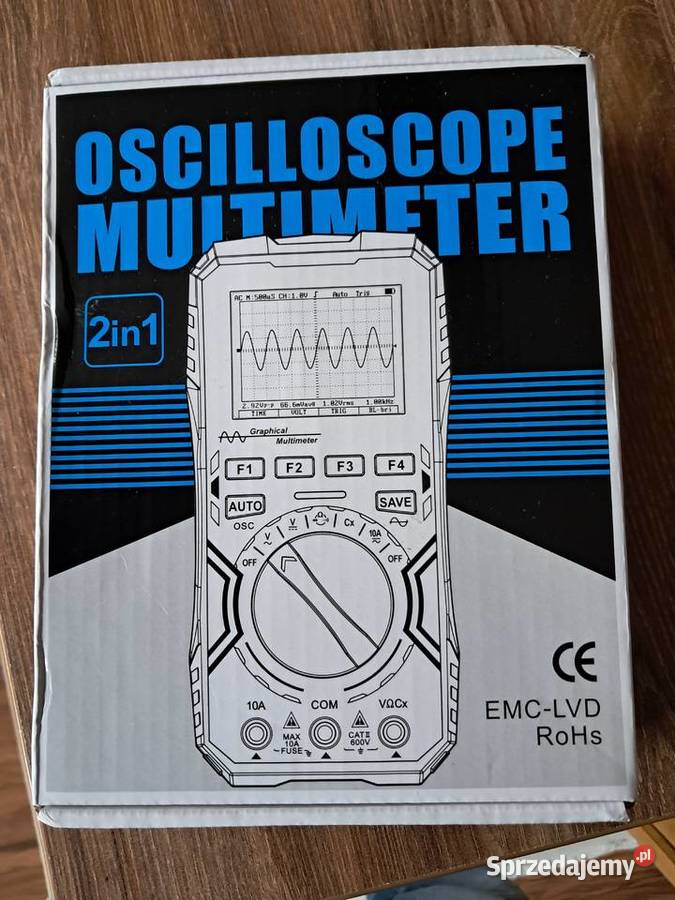 OSCILLOSCOPE
MULTIMETER
2in1
AC M:500uS CH:1.0V Auto Trig
2.92Vp-p 66.6mVavg 1.02Vrms 1.00kHz
TIME VOLT TRIG BL-bri
Graphical
Multimeter
F1 F2 F3 F4
AUTO SAVE
OSC
OFF V~ V Cx 10A OFF
10A COM VΩCx
MAX
10A
FUSE
CAT II
600V
CE
EMC-LVD
RoHs
Sprzedajemy.pl